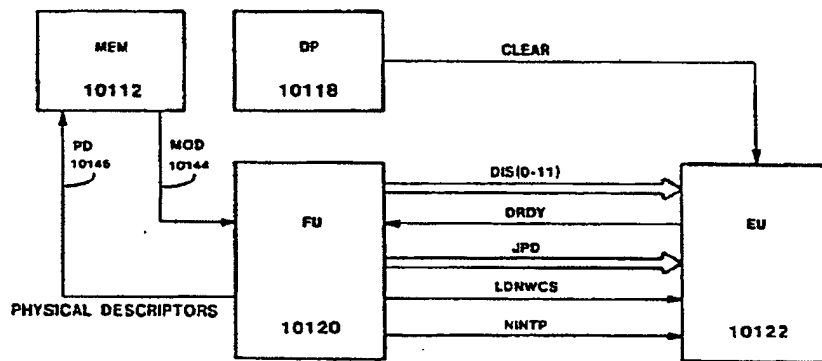 MEM
10112
DP
10118
CLEAR
PD
10146
MOD
10144
FU
10120
DIS(0-11)
DRDY
JPD
LDNWCS
NINTP
EU
10122
PHYSICAL DESCRIPTORS